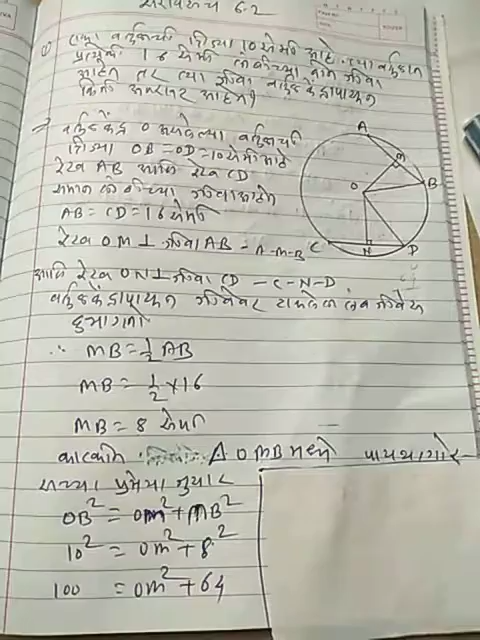 सरावसंच 6.2
(1) एका वर्तुळाची त्रिज्या 10 सेमी आहे. त्या वर्तुळात
प्रत्येकी 16 सेमी लांबीच्या दोन जीवा
आहेत तर त्या जीवा वर्तुळकेंद्रापासून
किती अंतरावर आहेत?
A
M
O
B
C
N
D
⇒ वर्तुळकेंद्र O असलेल्या वर्तुळाची
त्रिज्या OB = OD = 10 सेमी आहे
रेख AB आणि रेख CD
समान लांबीच्या जीवा आहेत
AB = CD = 16 सेमी
रेख OM ⊥ जीवा AB - A-M-B
आणि रेख ON ⊥ जीवा CD - C-N-D
वर्तुळकेंद्रापासून जीवेवर टाकलेला लंब जीवेस
दुभागतो
∴ MB = 1/2 AB
MB = 1/2 × 16
MB = 8 सेमी
काटकोन Δ OMB मध्ये पायथागोर-
सच्या प्रमेयानुसार
OB² = OM² + MB²
10² = OM² + 8²
100 = OM² + 64